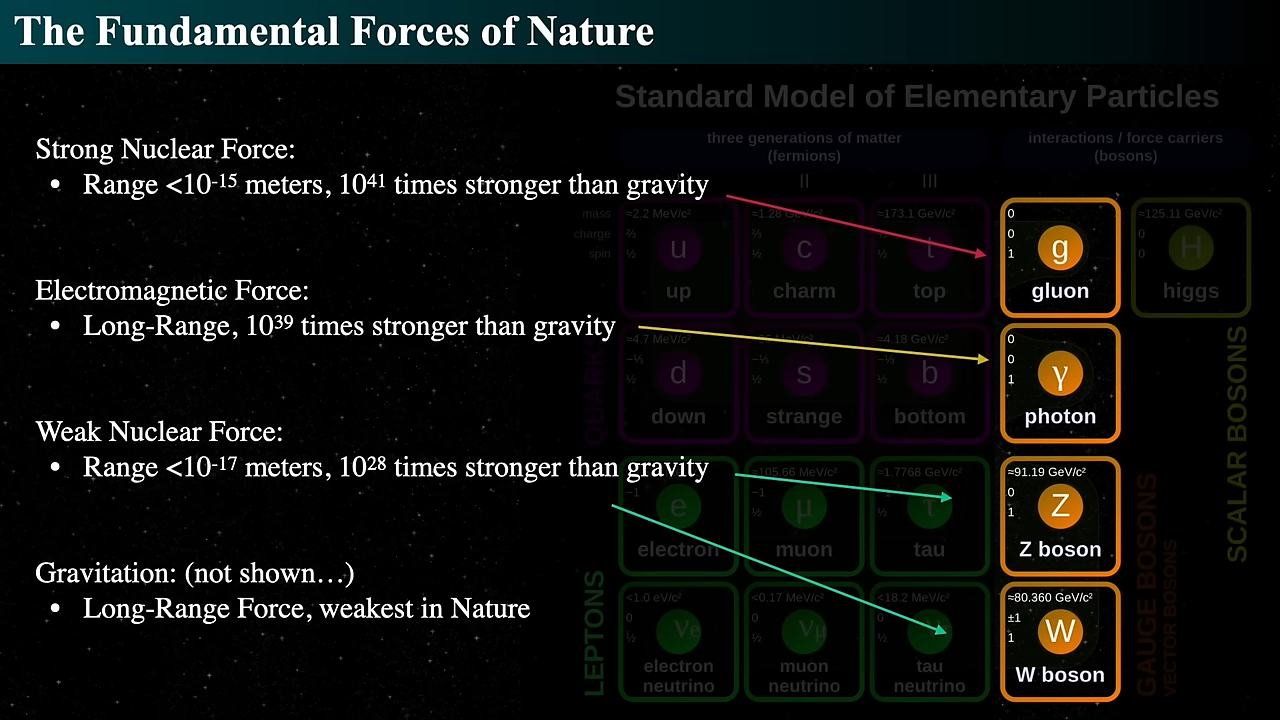 The Fundamental Forces of Nature
Standard Model of Elementary Particles
three generations of matter
(fermions)
interactions / force carriers
(bosons)
Strong Nuclear Force:
• Range <10⁻¹⁵ meters, 10⁴¹ times stronger than gravity
Electromagnetic Force:
• Long-Range, 10³⁹ times stronger than gravity
Weak Nuclear Force:
• Range <10⁻¹⁷ meters, 10²⁸ times stronger than gravity
Gravitation: (not shown…)
• Long-Range Force, weakest in Nature
II
III
mass
charge
spin
≈2.2 MeV/c²
⅔
½
u
up
≈1.28 GeV/c²
⅔
½
c
charm
≈173.1 GeV/c²
½
t
top
0
0
1
g
gluon
≈125.11 GeV/c²
0
0
H
higgs
QUARKS
≈4.7 MeV/c²
−⅓
½
d
down
MeV/c²
−⅓
½
s
strange
≈4.18 GeV/c²
−⅓
½
b
bottom
0
0
1
γ
photon
SCALAR BOSONS
−1
½
e
electron
≈105.66 MeV/c²
−1
½
μ
muon
≈1.7768 GeV/c²
−1
½
τ
tau
≈91.19 GeV/c²
0
1
Z
Z boson
LEPTONS
<1.0 eV/c²
0
½
νe
electron
neutrino
<0.17 MeV/c²
0
½
νμ
muon
neutrino
<18.2 MeV/c²
0
½
tau
neutrino
≈80.360 GeV/c²
±1
1
W
W boson
GAUGE BOSONS
VECTOR BOSONS